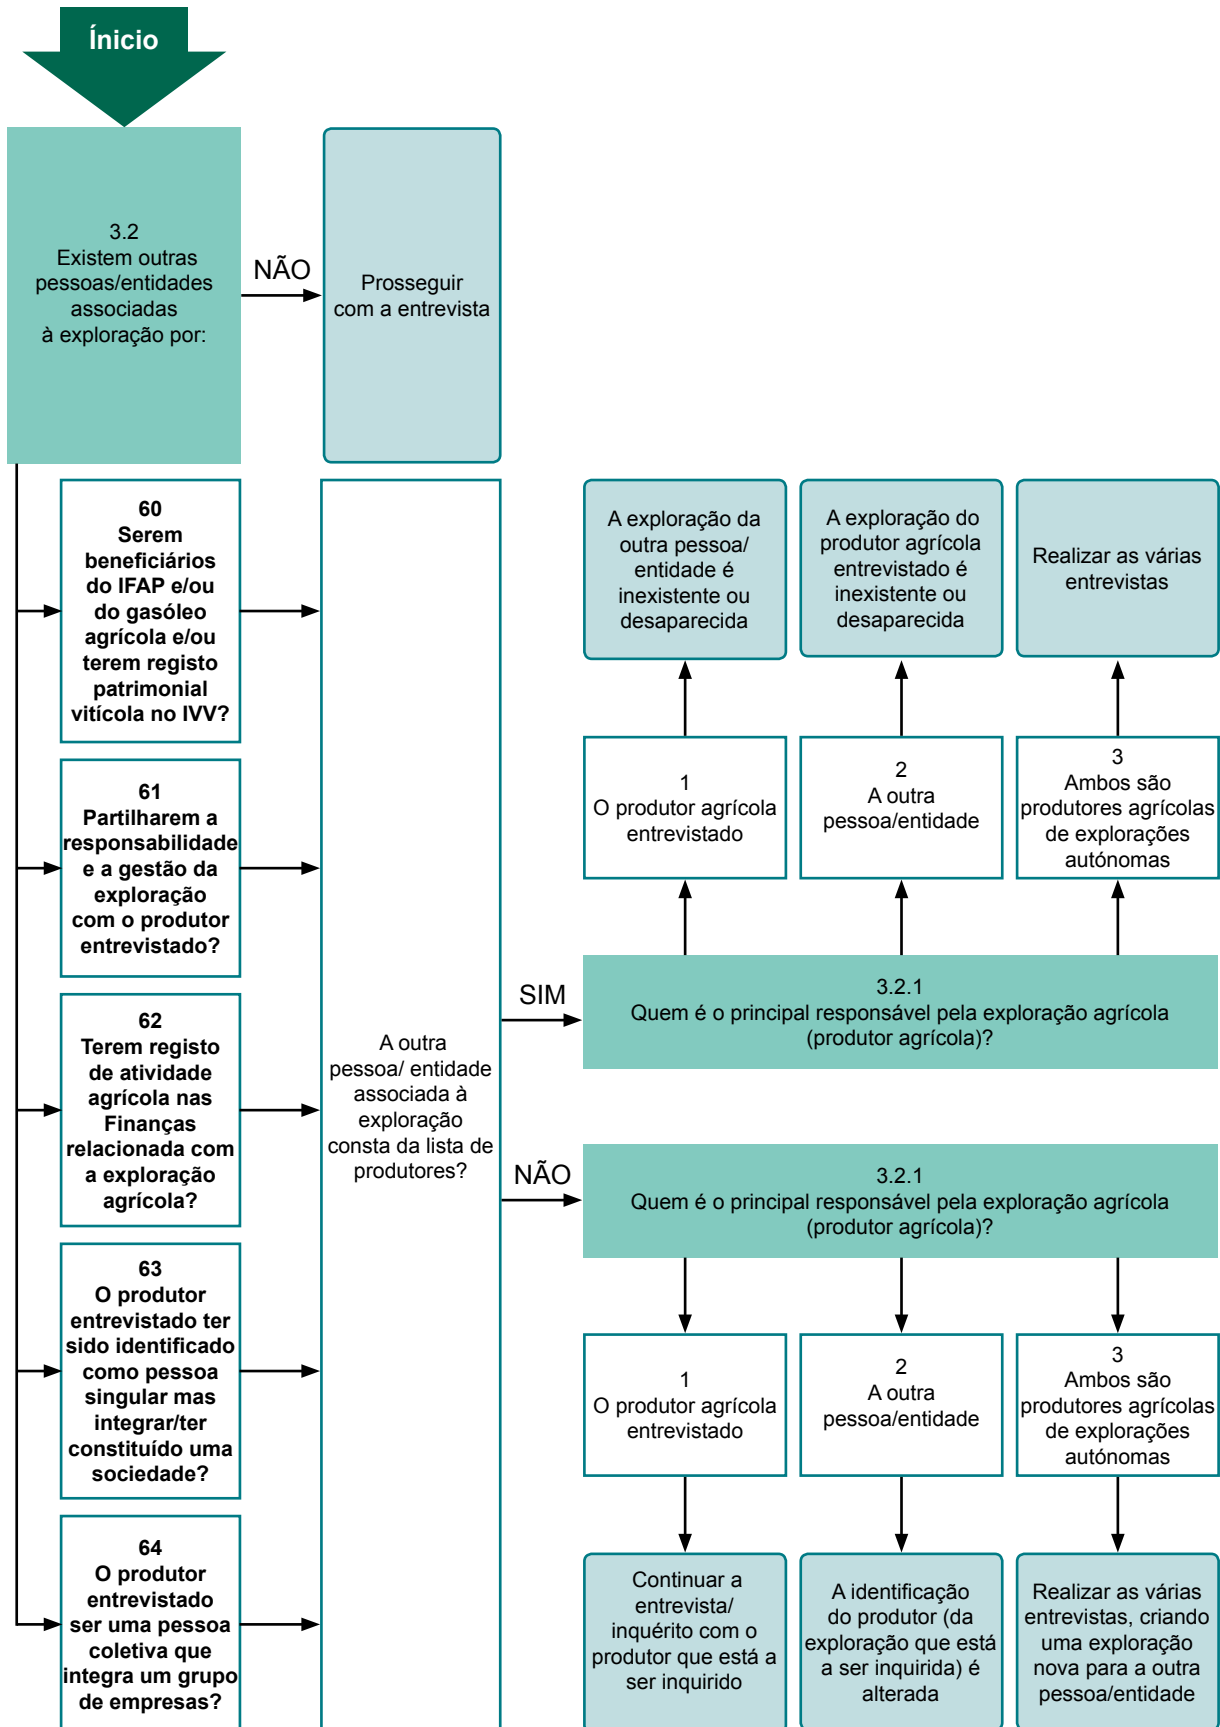 Ínicio
3.2
Existem outras
pessoas/entidades
associadas
à exploração por:
NÃO
Prosseguir
com a entrevista
60
Serem
beneficiários
do IFAP e/ou
do gasóleo
agrícola e/ou
terem registo
patrimonial
vitícola no IVV?
61
Partilharem a
responsabilidade
e a gestão da
exploração
com o produtor
entrevistado?
62
Terem registo
de atividade
agrícola nas
Finanças
relacionada com
a exploração
agrícola?
63
O produtor
entrevistado ter
sido identificado
como pessoa
singular mas
integrar/ter
constituído uma
sociedade?
64
O produtor
entrevistado
ser uma pessoa
coletiva que
integra um grupo
de empresas?
A outra
pessoa/ entidade
associada à
exploração
consta da lista de
produtores?
SIM
A exploração da
outra pessoa/
entidade é
inexistente ou
desaparecida
A exploração do
produtor agrícola
entrevistado é
inexistente ou
desaparecida
Realizar as várias
entrevistas
1
O produtor agrícola
entrevistado
2
A outra
pessoa/entidade
3
Ambos são
produtores agrícolas
de explorações
autónomas
3.2.1
Quem é o principal responsável pela exploração agrícola
(produtor agrícola)?
NÃO
3.2.1
Quem é o principal responsável pela exploração agrícola
(produtor agrícola)?
1
O produtor agrícola
entrevistado
2
A outra
pessoa/entidade
3
Ambos são
produtores agrícolas
de explorações
autónomas
Continuar a
entrevista/
inquérito com o
produtor que está a
ser inquirido
A identificação
do produtor (da
exploração que está
a ser inquirida) é
alterada
Realizar as várias
entrevistas, criando
uma exploração
nova para a outra
pessoa/entidade